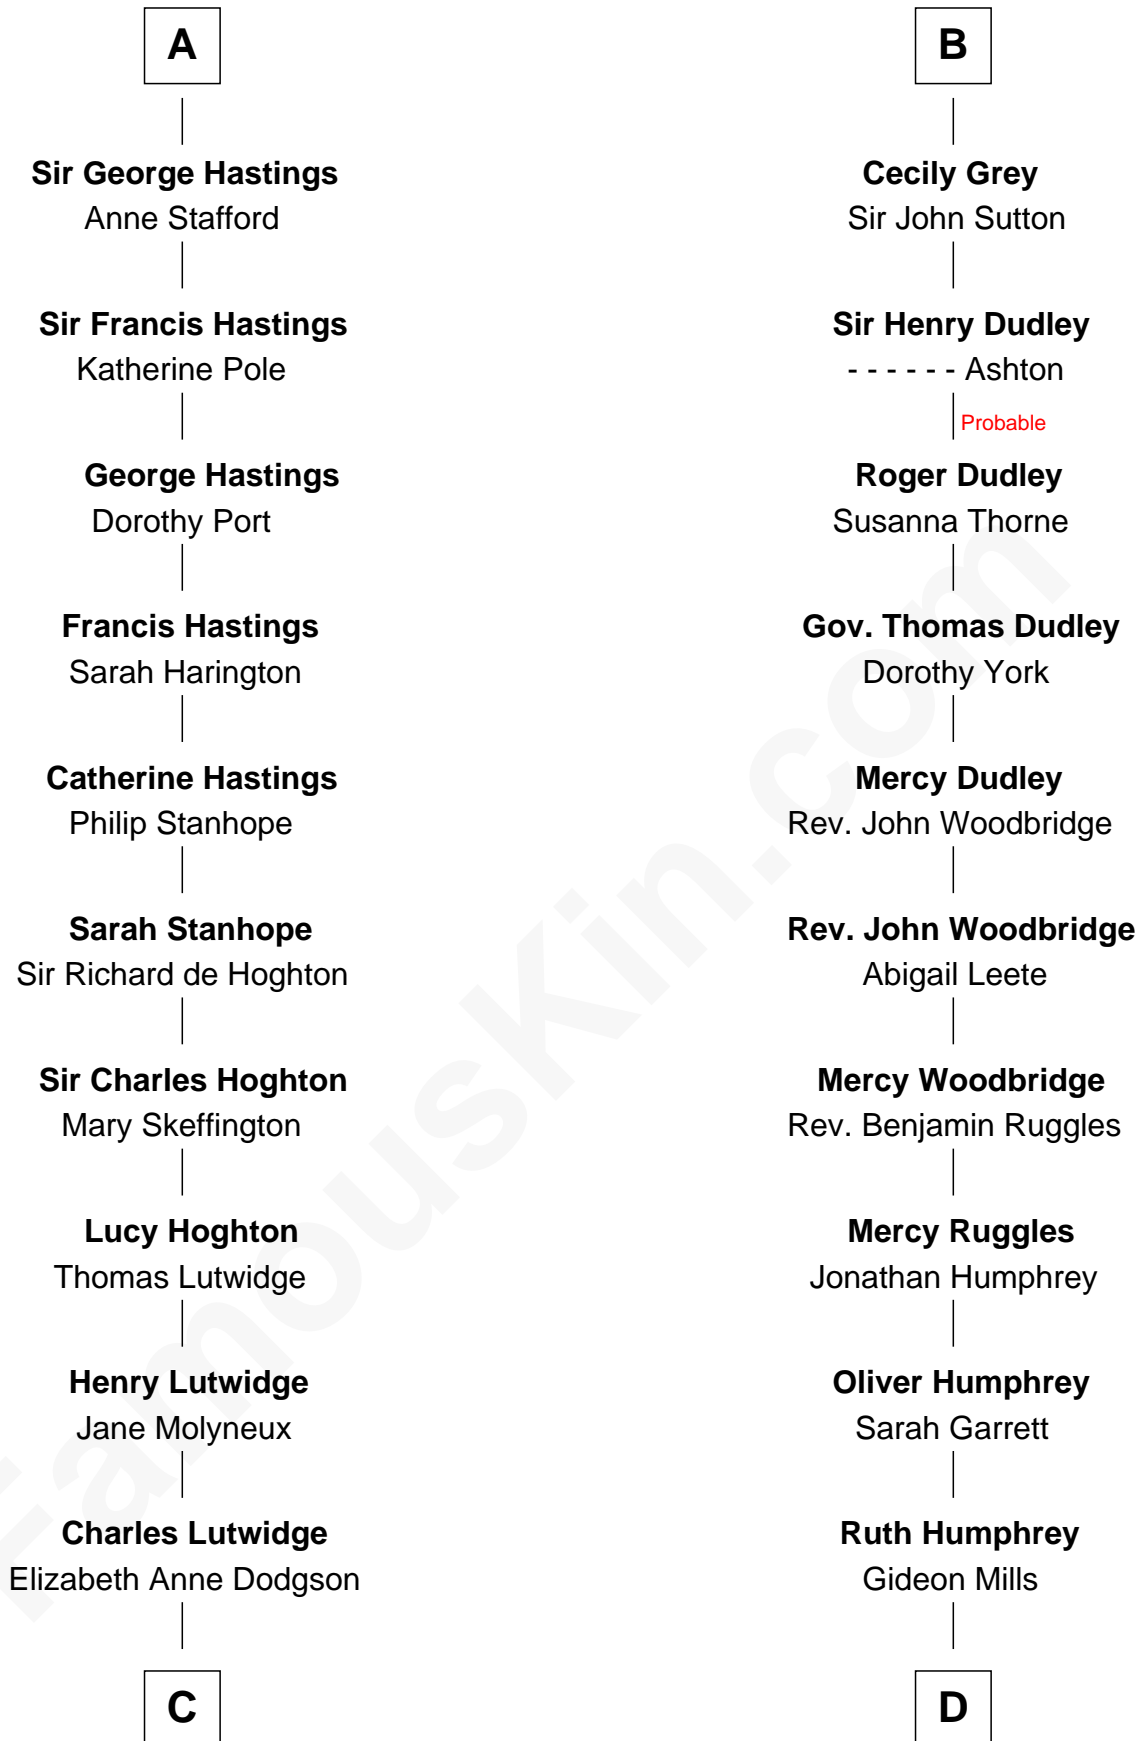 A
Sir George Hastings
Anne Stafford
Sir Francis Hastings
Katherine Pole
George Hastings
Dorothy Port
Francis Hastings
Sarah Harington
Catherine Hastings
Philip Stanhope
Sarah Stanhope
Sir Richard de Hoghton
Sir Charles Hoghton
Mary Skeffington
Lucy Hoghton
Thomas Lutwidge
Henry Lutwidge
Jane Molyneux
Charles Lutwidge
Elizabeth Anne Dodgson
C
B
Cecily Grey
Sir John Sutton
Sir Henry Dudley
- - - - - - Ashton
Probable
Roger Dudley
Susanna Thorne
Gov. Thomas Dudley
Dorothy York
Mercy Dudley
Rev. John Woodbridge
Rev. John Woodbridge
Abigail Leete
Mercy Woodbridge
Rev. Benjamin Ruggles
Mercy Ruggles
Jonathan Humphrey
Oliver Humphrey
Sarah Garrett
Ruth Humphrey
Gideon Mills
D
FamousKin.com